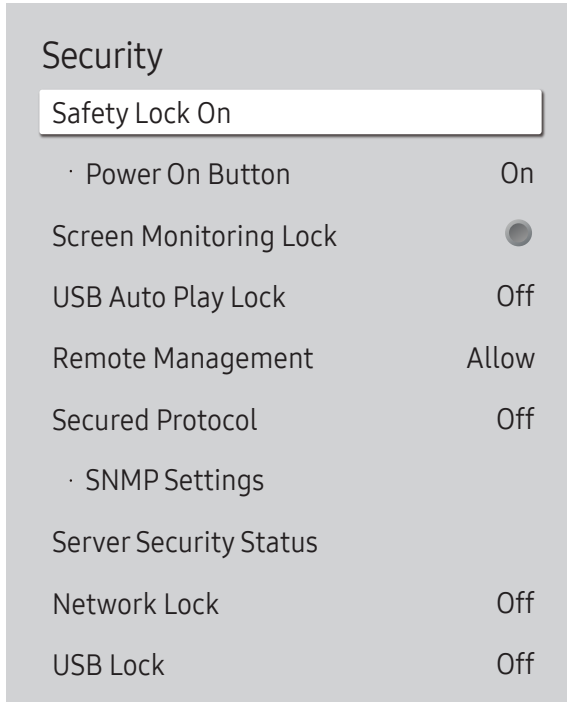 Security
Safety Lock On
· Power On Button On
Screen Monitoring Lock
USB Auto Play Lock Off
Remote Management Allow
Secured Protocol Off
· SNMP Settings
Server Security Status
Network Lock Off
USB Lock Off